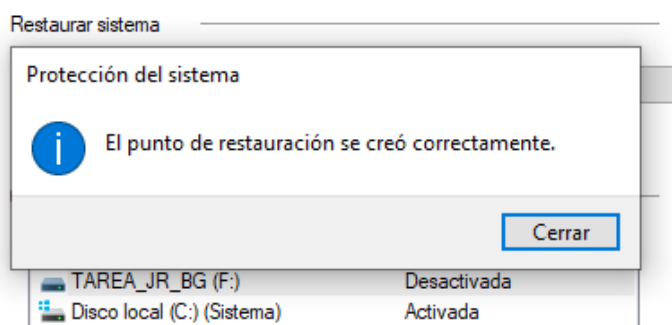 Restaurar sistema
Protección del sistema
El punto de restauración se creó correctamente.
Cerrar
TAREA_JR_BG (F:) Desactivada
Disco local (C:) (Sistema) Activada